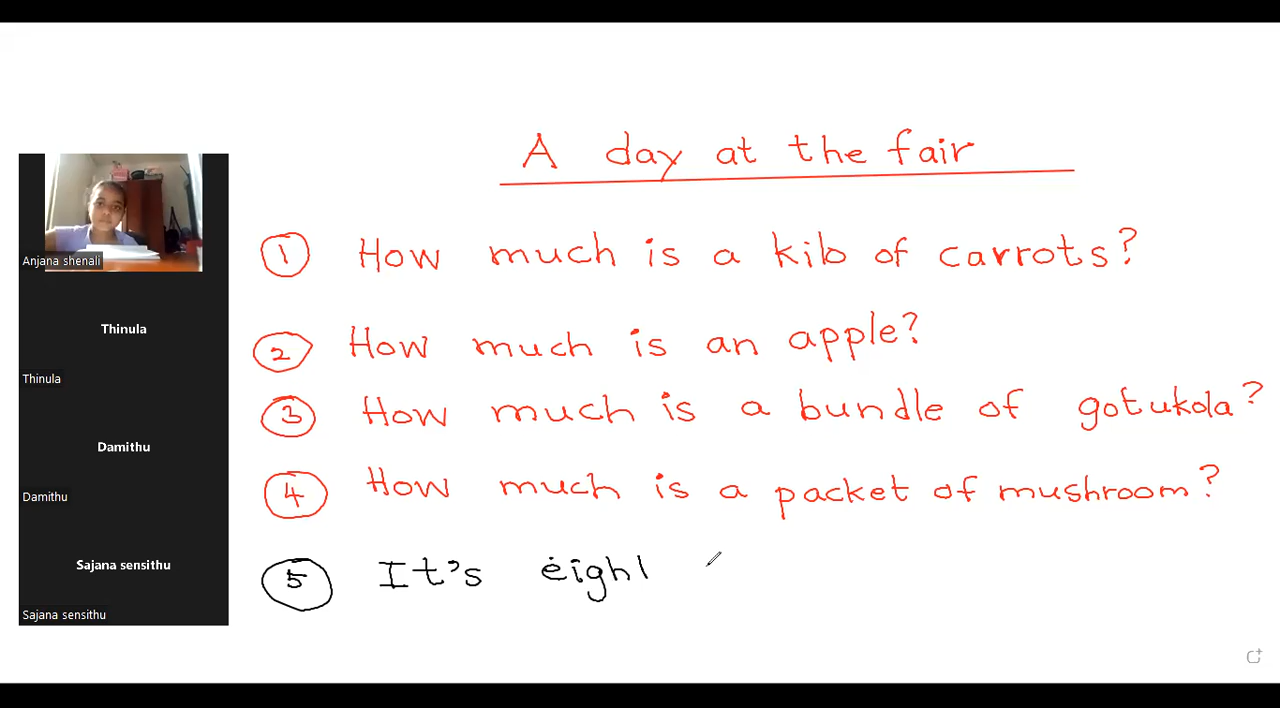 A day at the fair
Anjana shenali
Thinula
Thinula
Damithu
Damithu
Sajana sensithu
Sajana sensithu
1 How much is a kilo of carrots?
2 How much is an apple?
3 How much is a bundle of gotukola?
4 How much is a packet of mushroom?
5 It's eighl